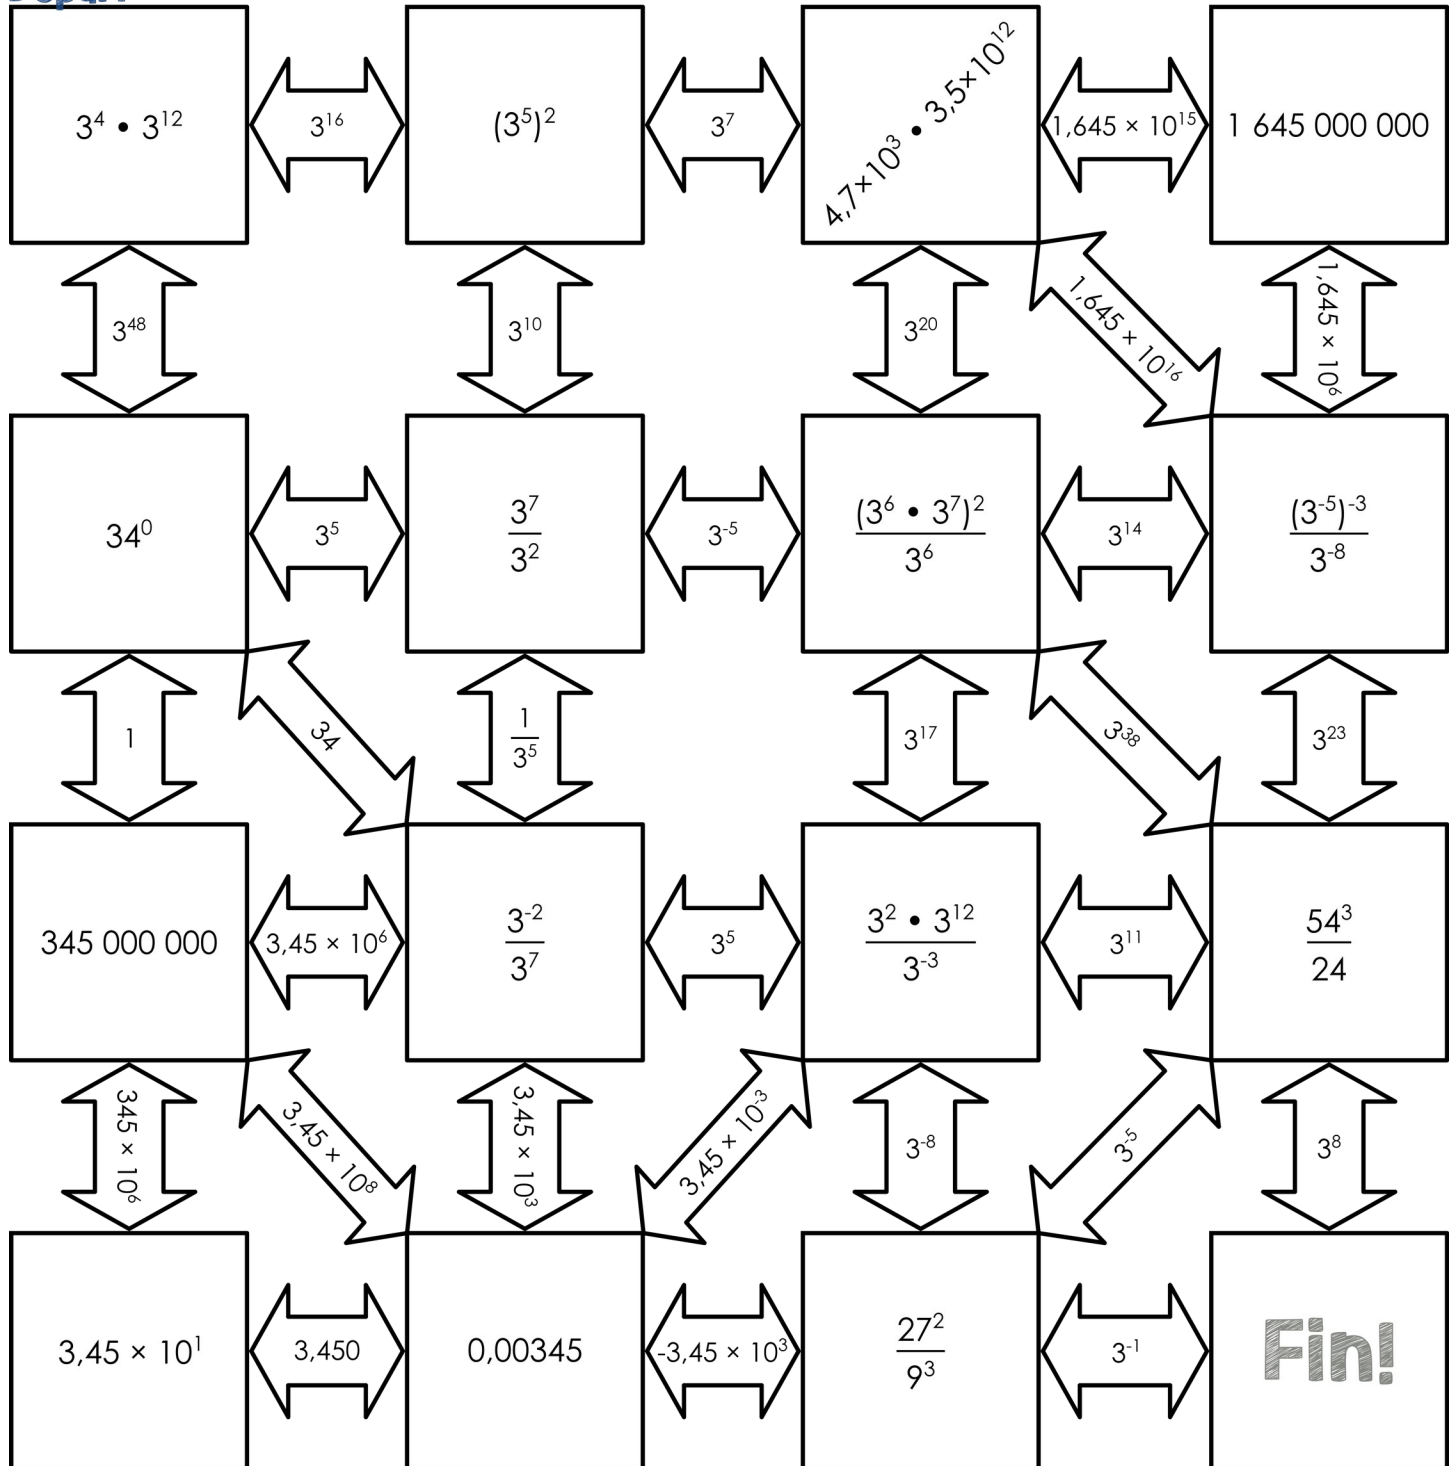 Départ
3⁴ • 3¹² 3¹⁶ (3⁵)² 3⁷ 4,7×10³ • 3,5×10¹² 1,645 × 10¹⁵ 1 645 000 000
3⁴⁸ 3¹⁰ 3²⁰ 1,645 × 10¹⁶ 1,645 × 10⁶
34⁰ 3⁵ 3⁷/3² 3⁻⁵ (3⁶ • 3⁷)²/3⁶ 3¹⁴ (3⁻⁵)⁻³/3⁻⁸
1 34 1/3⁵ 3¹⁷ 3³⁸ 3²³
345 000 000 3,45 × 10⁶ 3⁻²/3⁷ 3⁵ 3² • 3¹²/3⁻³ 3¹¹ 54³/24
345 × 10⁶ 3,45 × 10⁸ 3,45 × 10³ 3,45 × 10⁻³ 3⁻⁸ 3⁻⁵ 3⁸
3,45 × 10¹ 3,450 0,00345 -3,45 × 10³ 27²/9³ 3⁻¹ Fin!